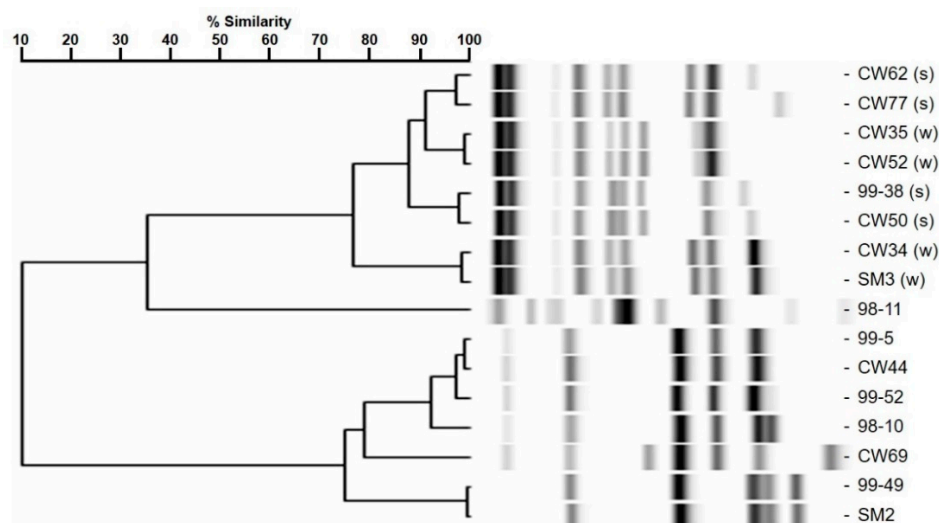 % Similarity
10 20 30 40 50 60 70 80 90 100
- CW62 (s)
- CW77 (s)
- CW35 (w)
- CW52 (w)
- 99-38 (s)
- CW50 (s)
- CW34 (w)
- SM3 (w)
- 98-11
- 99-5
- CW44
- 99-52
- 98-10
- CW69
- 99-49
- SM2